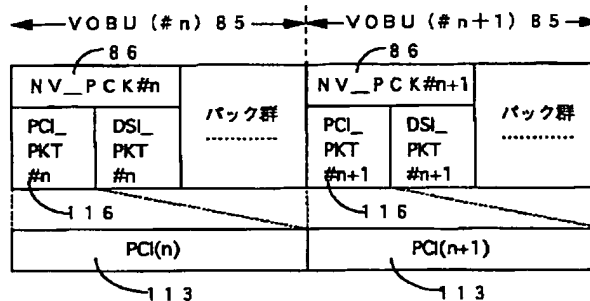 VOBU (#n) 85
VOBU (#n+1) 85
86
86
NV_PCK#n
パック群
NV_PCK#n+1
パック群
PCI_
PKT
#n
DSI_
PKT
#n
PCI_
PKT
#n+1
DSI_
PKT
#n+1
116
116
PCI(n)
PCI(n+1)
113
113